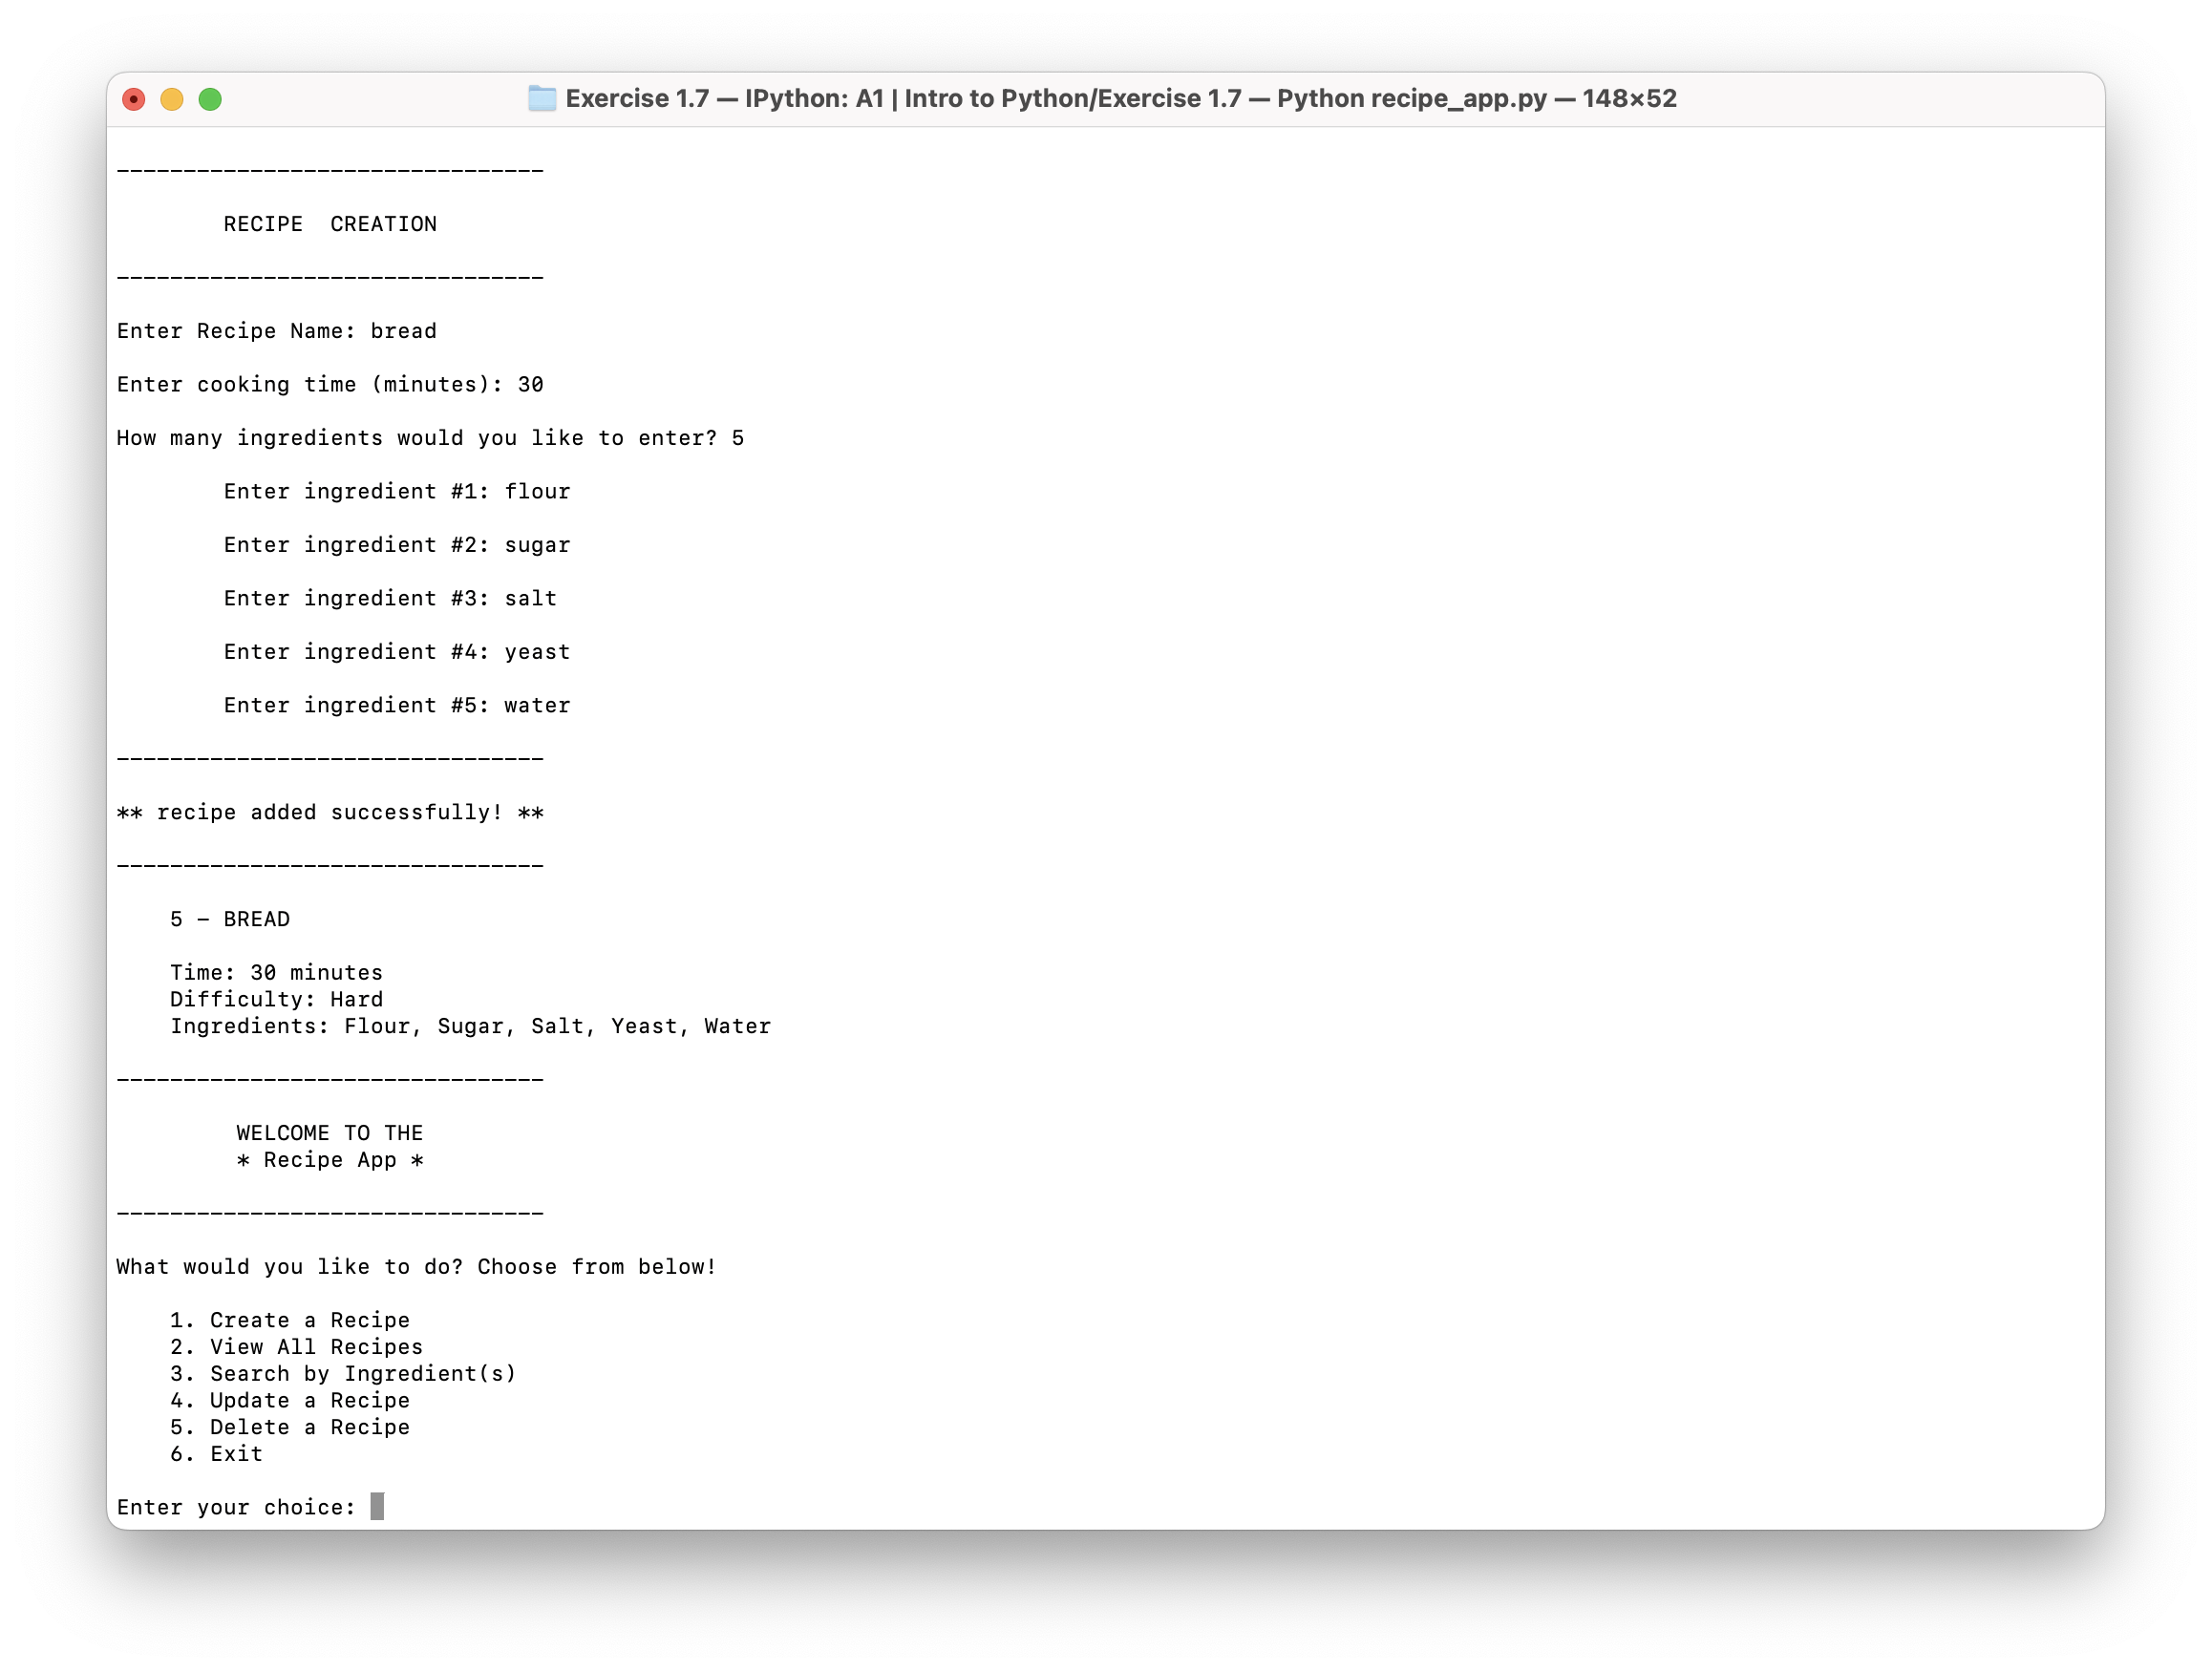 Exercise 1.7 — IPython: A1 | Intro to Python/Exercise 1.7 — Python recipe_app.py — 148×52
--------------------------------
RECIPE  CREATION
--------------------------------
Enter Recipe Name: bread
Enter cooking time (minutes): 30
How many ingredients would you like to enter? 5
Enter ingredient #1: flour
Enter ingredient #2: sugar
Enter ingredient #3: salt
Enter ingredient #4: yeast
Enter ingredient #5: water
--------------------------------
** recipe added successfully! **
--------------------------------
5 - BREAD
Time: 30 minutes
Difficulty: Hard
Ingredients: Flour, Sugar, Salt, Yeast, Water
--------------------------------
WELCOME TO THE
* Recipe App *
--------------------------------
What would you like to do? Choose from below!
1. Create a Recipe
2. View All Recipes
3. Search by Ingredient(s)
4. Update a Recipe
5. Delete a Recipe
6. Exit
Enter your choice: